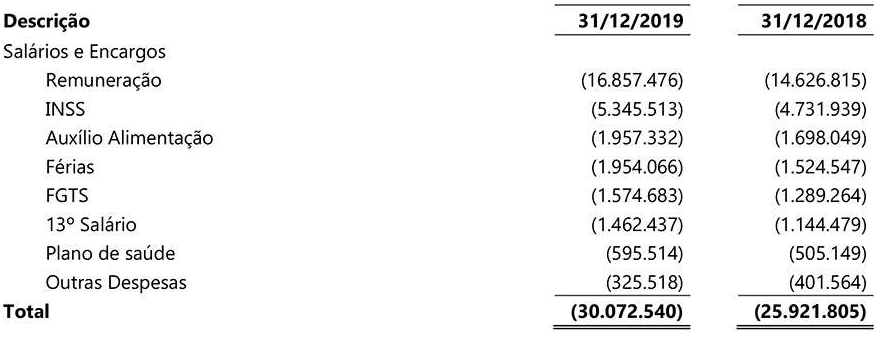 Descrição 31/12/2019 31/12/2018
Salários e Encargos
Remuneração (16.857.476) (14.626.815)
INSS (5.345.513) (4.731.939)
Auxílio Alimentação (1.957.332) (1.698.049)
Férias (1.954.066) (1.524.547)
FGTS (1.574.683) (1.289.264)
13º Salário (1.462.437) (1.144.479)
Plano de saúde (595.514) (505.149)
Outras Despesas (325.518) (401.564)
Total (30.072.540) (25.921.805)